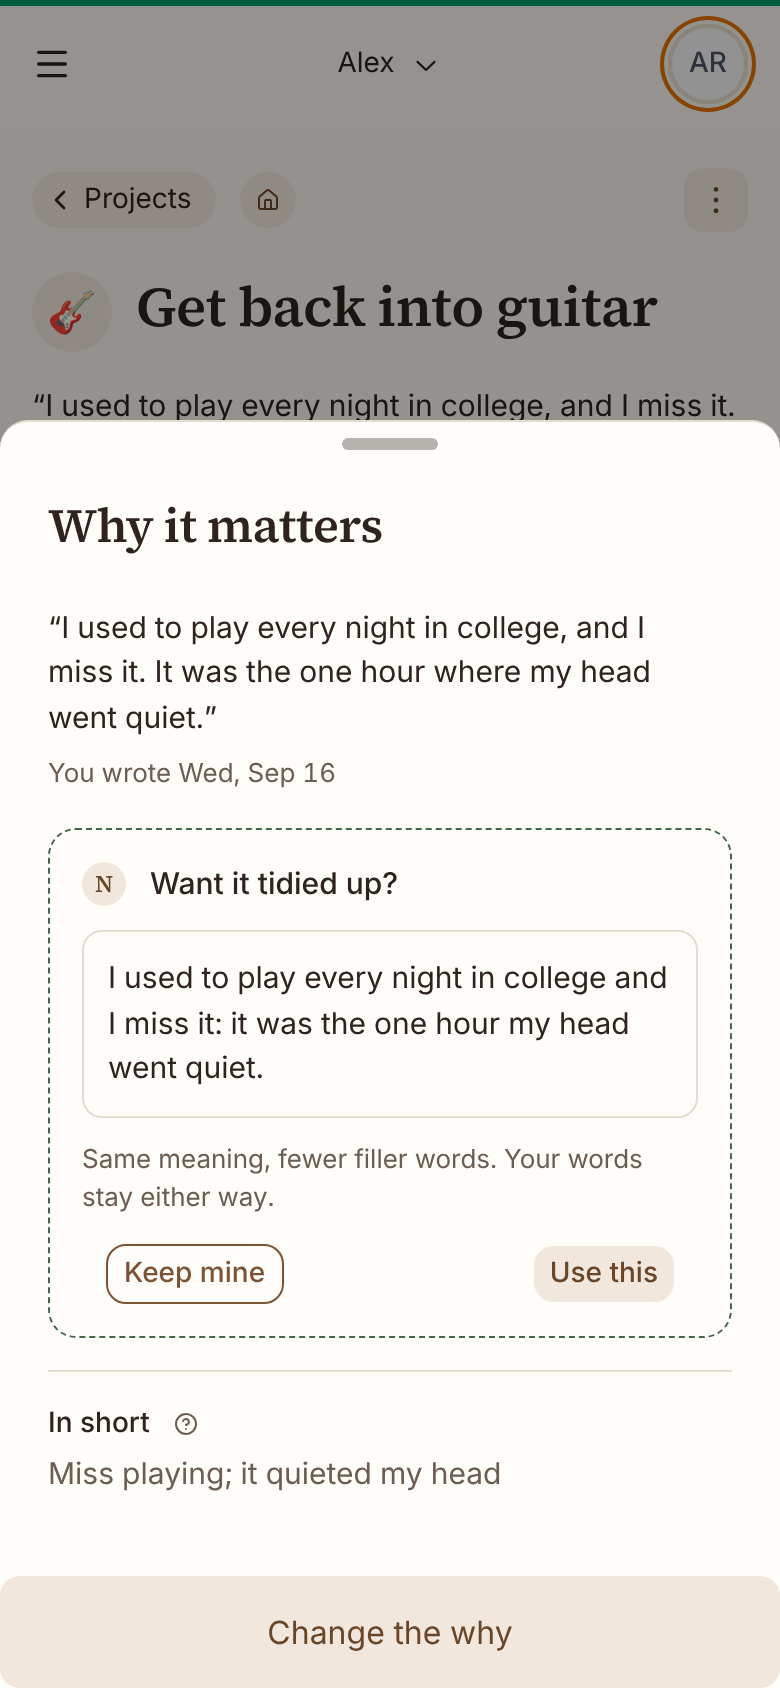 Alex
AR
Projects
Get back into guitar
“I used to play every night in college, and I miss it.
Why it matters
“I used to play every night in college, and I
miss it. It was the one hour where my head
went quiet.”
You wrote Wed, Sep 16
N
Want it tidied up?
I used to play every night in college and
I miss it: it was the one hour my head
went quiet.
Same meaning, fewer filler words. Your words
stay either way.
Keep mine
Use this
In short
Miss playing; it quieted my head
Change the why